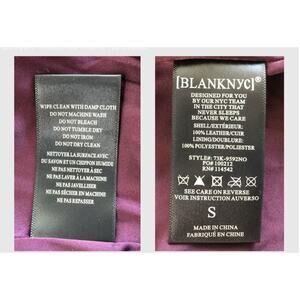 WIPE CLEAN WITH DAMP CLOTH
DO NOT MACHINE WASH
DO NOT BLEACH
DO NOT TUMBLE DRY
DO NOT IRON
DO NOT DRY CLEAN
NETTOYER LA SURFACE AVEC
DU SAVON ET UN CHIFFON HUMIDE
NE PAS NETTOYER À SEC
NE PAS LAVER À LA MACHINE
NE PAS JAVELLISER
NE PAS SÉCHER À LA MACHINE
NE PAS REPASSER
[BLANKNYC]®
DESIGNED FOR YOU
BY OUR NYC TEAM
IN THE CITY THAT
NEVER SLEEPS
BECAUSE WE CARE
SHELL/EXTÉRIEUR:
100% LEATHER/CUIR
LINING/DOUBLURE:
100% POLYESTER/POLIESTER
STYLE#: 73K-9592NO
PO# 100212
RN# 114542
SEE CARE ON REVERSE
VOIR INSTRUCTION AUVERSO
S
MADE IN CHINA
FABRIQUÉ EN CHINE